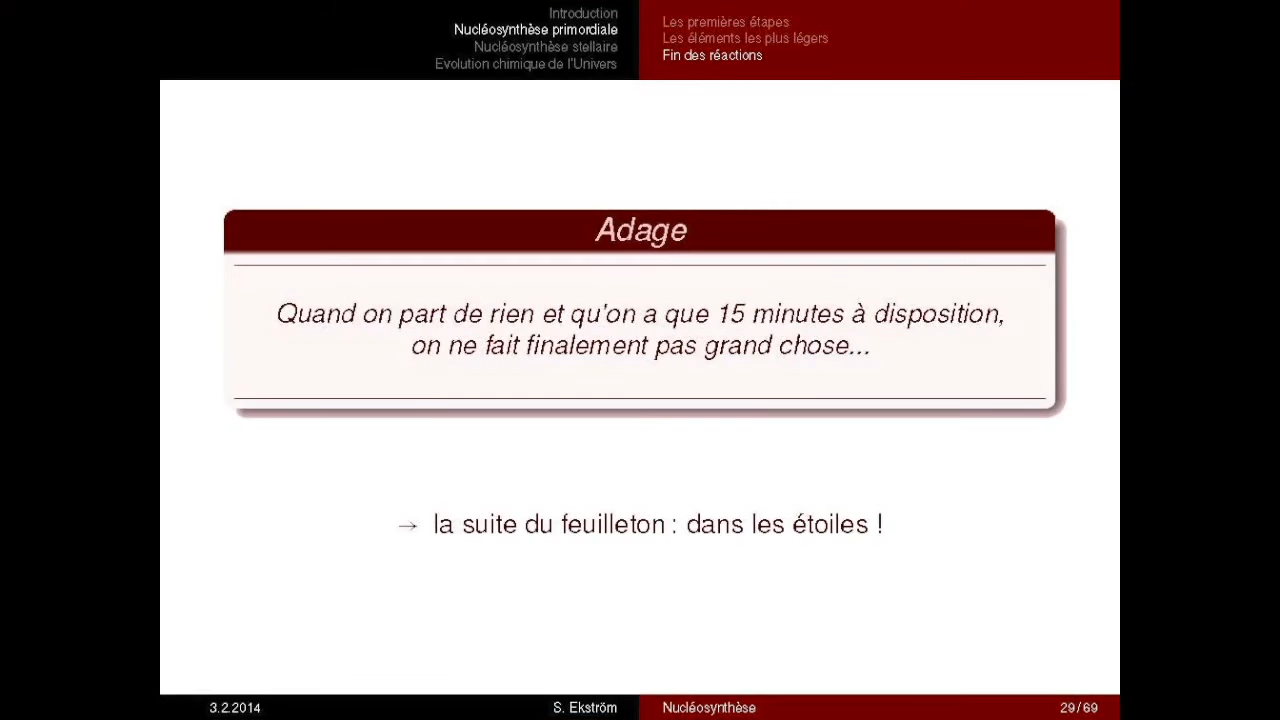 Introduction
Nucléosynthèse primordiale
Nucléosynthèse stellaire
Evolution chimique de l'Univers
Les premières étapes
Les éléments les plus légers
Fin des réactions
Adage
Quand on part de rien et qu'on a que 15 minutes à disposition,
on ne fait finalement pas grand chose...
→ la suite du feuilleton : dans les étoiles !
3.2.2014
S. Ekström
Nucléosynthèse
29/69